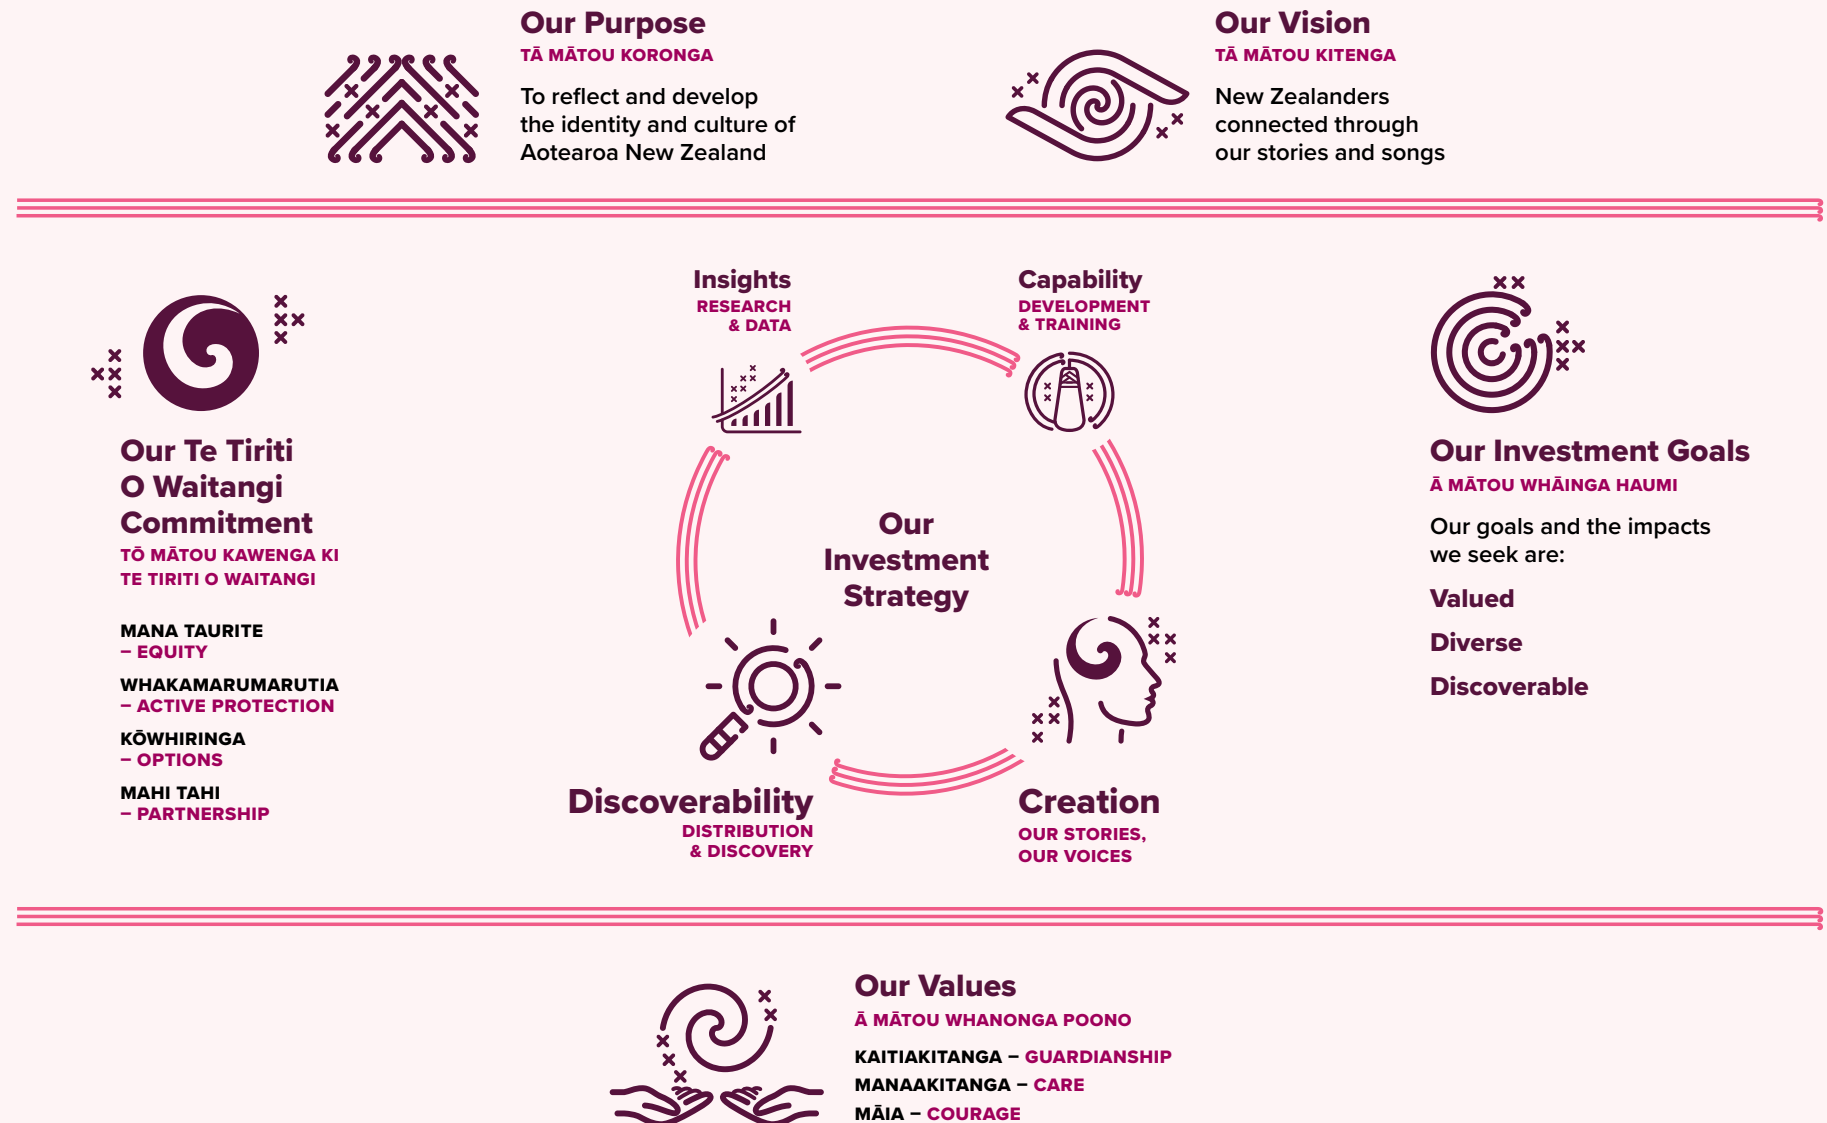 Our Purpose
TĀ MĀTOU KORONGA
To reflect and develop
the identity and culture of
Aotearoa New Zealand
Our Vision
TĀ MĀTOU KITENGA
New Zealanders
connected through
our stories and songs
Our Te Tiriti
O Waitangi
Commitment
TŌ MĀTOU KAWENGA KI
TE TIRITI O WAITANGI
MANA TAURITE
– EQUITY
WHAKAMARUMARUTIA
– ACTIVE PROTECTION
KŌWHIRINGA
– OPTIONS
MAHI TAHI
– PARTNERSHIP
Insights
RESEARCH
& DATA
Capability
DEVELOPMENT
& TRAINING
Our
Investment
Strategy
Discoverability
DISTRIBUTION
& DISCOVERY
Creation
OUR STORIES,
OUR VOICES
Our Investment Goals
Ā MĀTOU WHĀINGA HAUMI
Our goals and the impacts
we seek are:
Valued
Diverse
Discoverable
Our Values
Ā MĀTOU WHANONGA POONO
KAITIAKITANGA – GUARDIANSHIP
MANAAKITANGA – CARE
MĀIA – COURAGE